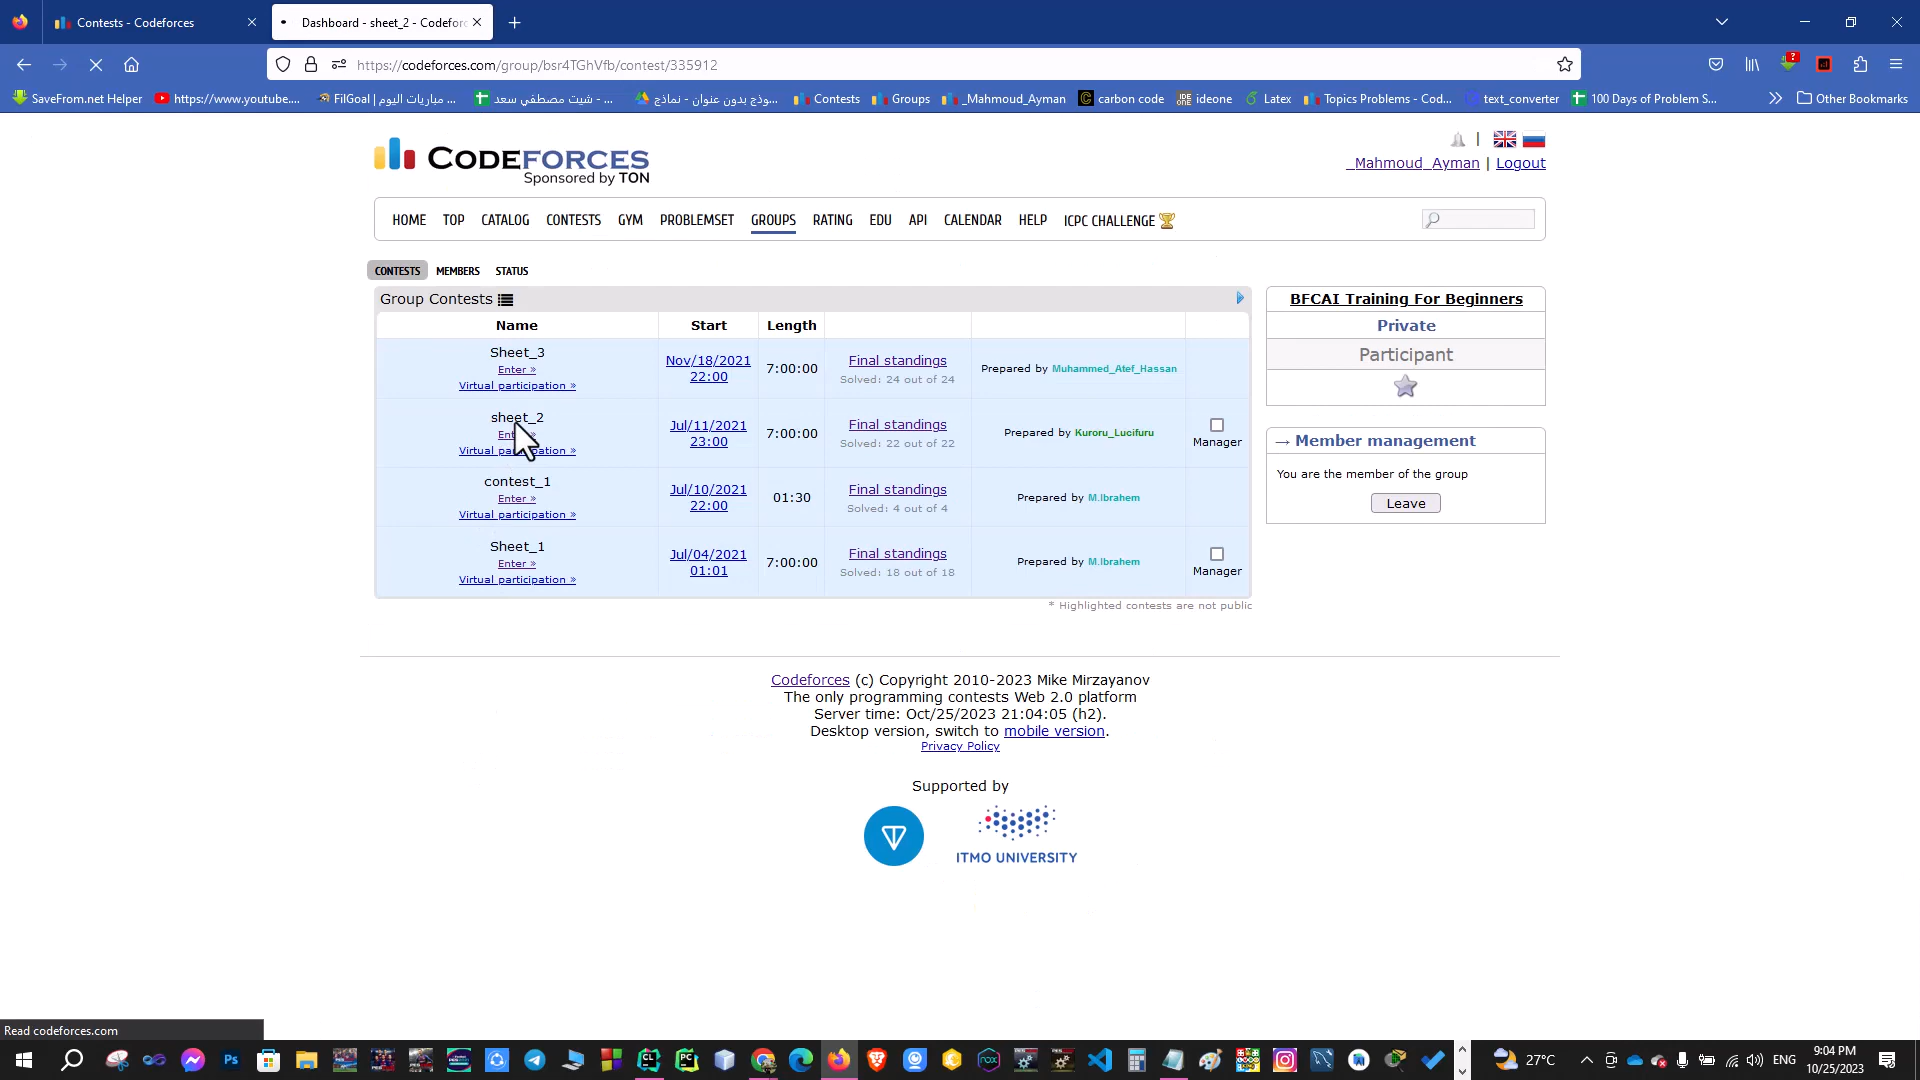 Contests - Codeforces
Dashboard - sheet_2 - Codeforc
https://codeforces.com/group/bsr4TGhVfb/contest/335912
SaveFrom.net Helper
https://www.youtube....
FilGoal | مباريات اليوم ...
شيت مصطفي سعد - ...
نموذج بدون عنوان - نماذج...
Contests
Groups
_Mahmoud_Ayman
carbon code
ideone
Latex
Topics Problems - Cod...
text_converter
100 Days of Problem S...
Other Bookmarks
CODEFORCES
Sponsored by TON
_Mahmoud_Ayman | Logout
HOME TOP CATALOG CONTESTS GYM PROBLEMSET GROUPS RATING EDU API CALENDAR HELP ICPC CHALLENGE
CONTESTS MEMBERS STATUS
Group Contests
Name Start Length
Sheet_3
Enter »
Virtual participation »
Nov/18/2021
22:00
7:00:00
Final standings
Solved: 24 out of 24
Prepared by Muhammed_Atef_Hassan
sheet_2
Jul/11/2021
23:00
7:00:00
Final standings
Solved: 22 out of 22
Prepared by Kuroru_Lucifuru
Manager
contest_1
Enter »
Virtual participation »
Jul/10/2021
22:00
01:30
Final standings
Solved: 4 out of 4
Prepared by M.Ibrahem
Sheet_1
Enter »
Virtual participation »
Jul/04/2021
01:01
7:00:00
Final standings
Solved: 18 out of 18
Prepared by M.Ibrahem
Manager
* Highlighted contests are not public
BFCAI Training For Beginners
Private
Participant
→ Member management
You are the member of the group
Leave
Codeforces (c) Copyright 2010-2023 Mike Mirzayanov
The only programming contests Web 2.0 platform
Server time: Oct/25/2023 21:04:05 (h2).
Desktop version, switch to mobile version.
Privacy Policy
Supported by
ITMO UNIVERSITY
Read codeforces.com
27°C
ENG
9:04 PM
10/25/2023